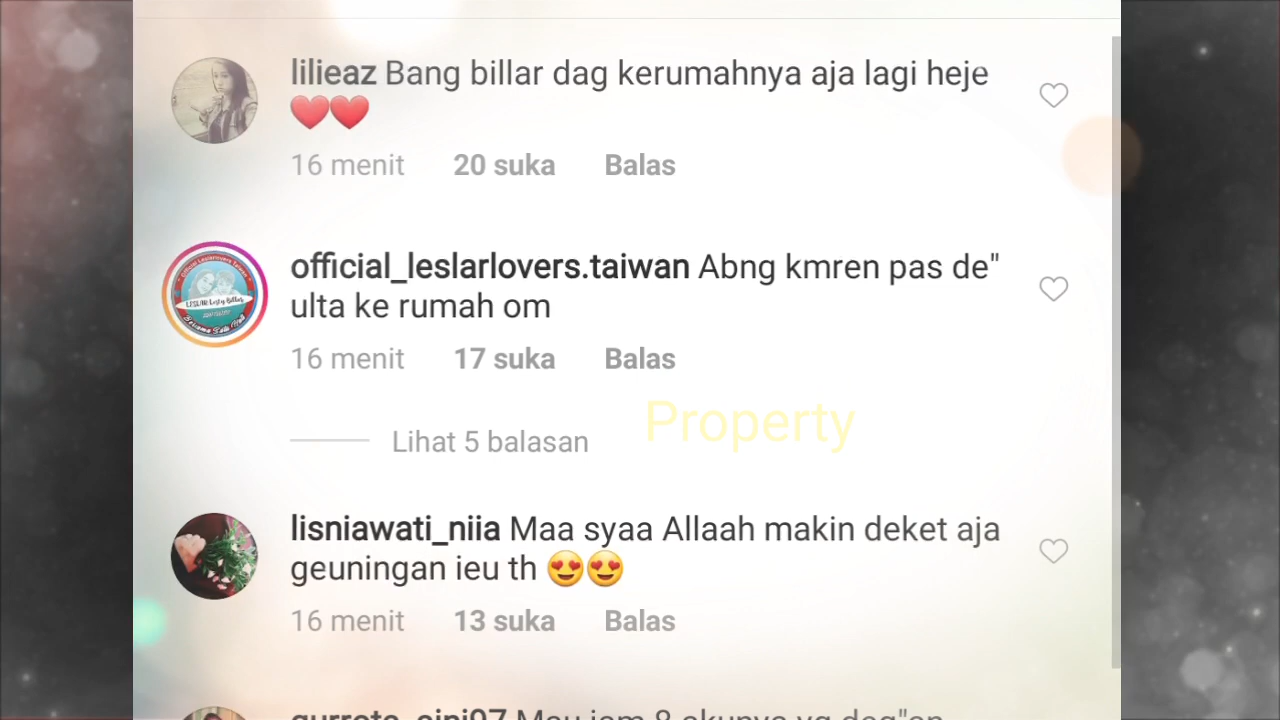 lilieaz Bang billar dag kerumahnya aja lagi heje
❤️❤️
16 menit 20 suka Balas
official_leslarlovers.taiwan Abng kmren pas de"
ulta ke rumah om
16 menit 17 suka Balas
Property
Lihat 5 balasan
lisniawati_niia Maa syaa Allaah makin deket aja
geuningan ieu th 😍😍
16 menit 13 suka Balas